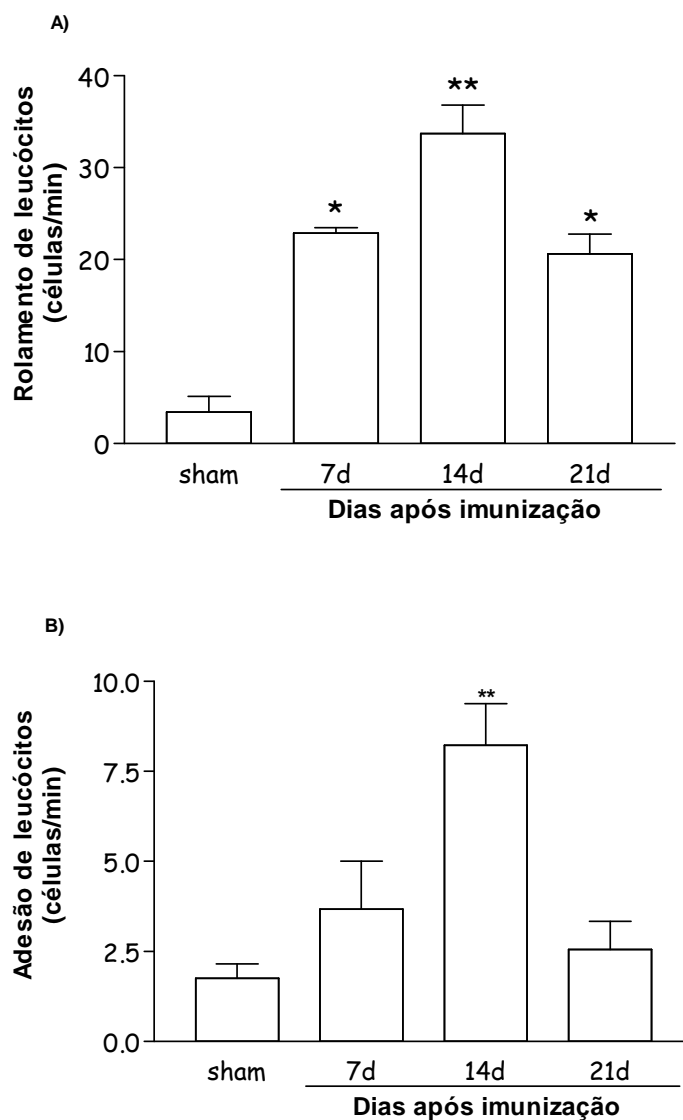 A)
Rolamento de leucócitos
(células/min)
40
30
20
10
0
*
**
*
sham 7d 14d 21d
Dias após imunização
B)
Adesão de leucócitos
(células/min)
10.0
7.5
5.0
2.5
0.0
**
sham 7d 14d 21d
Dias após imunização